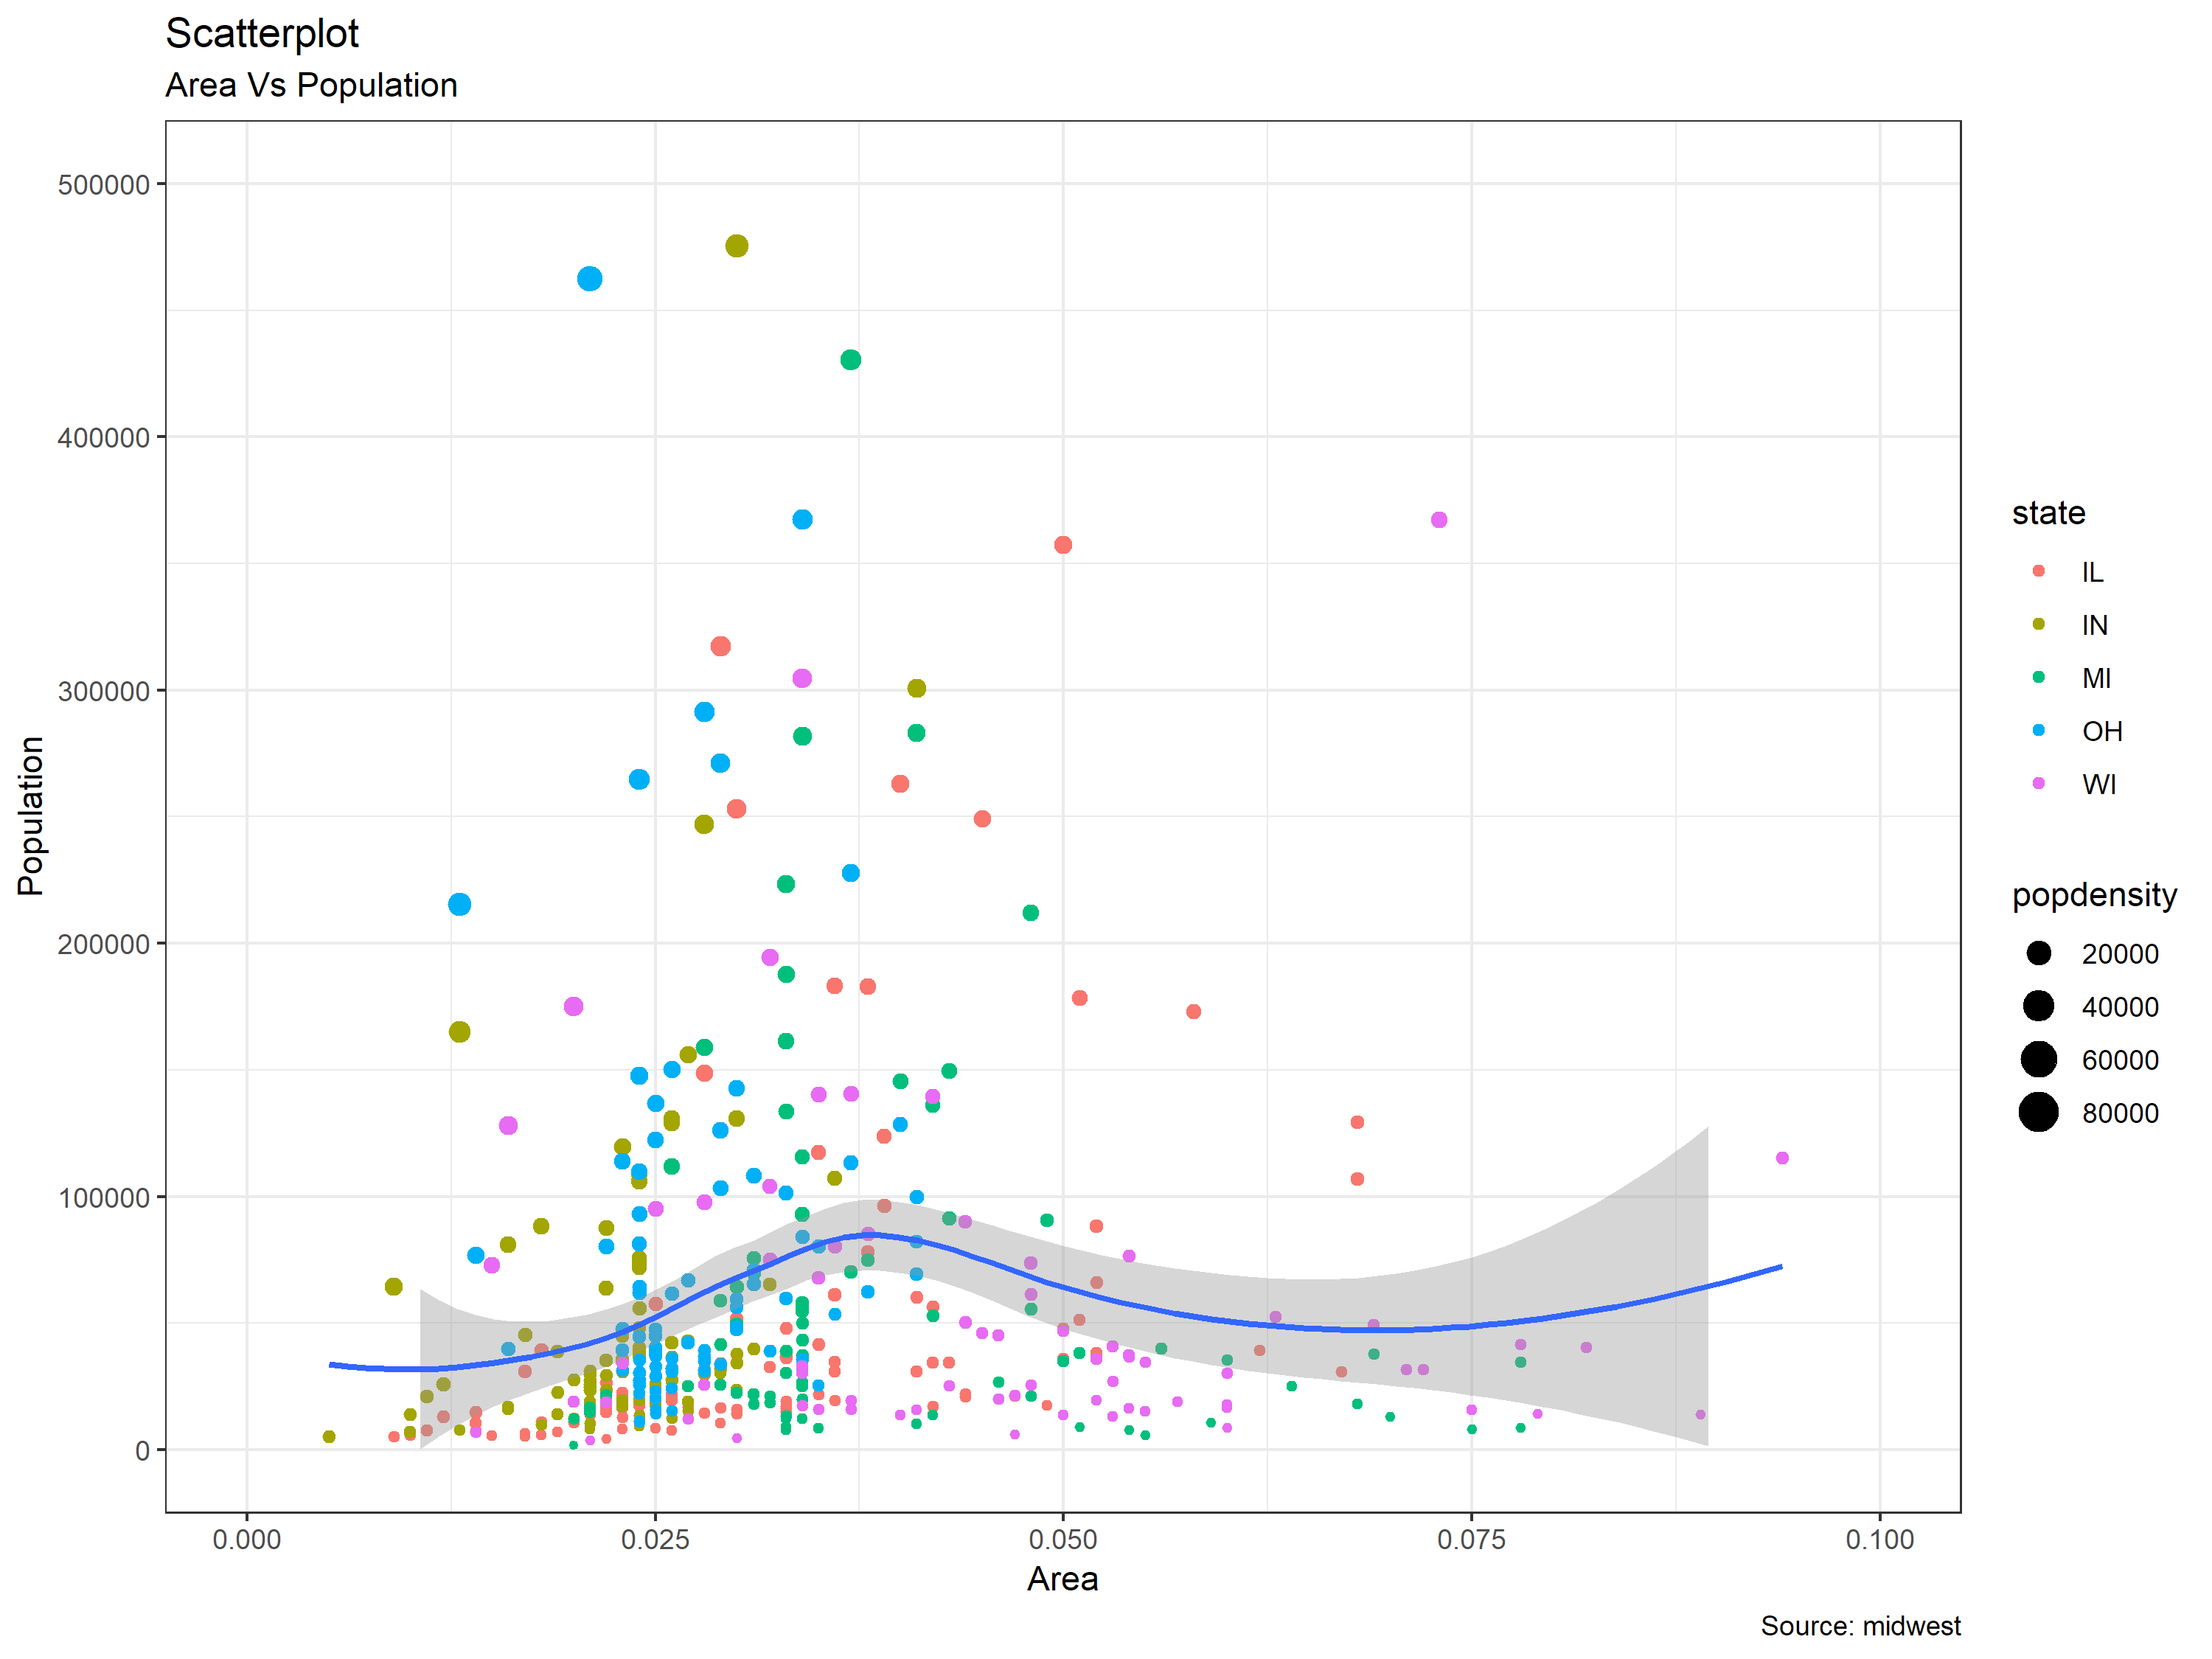 Scatterplot
Area Vs Population
500000
400000
300000
200000
100000
0
Population
0.000
0.025
0.050
0.075
0.100
Area
state
IL
IN
MI
OH
WI
popdensity
20000
40000
60000
80000
Source: midwest